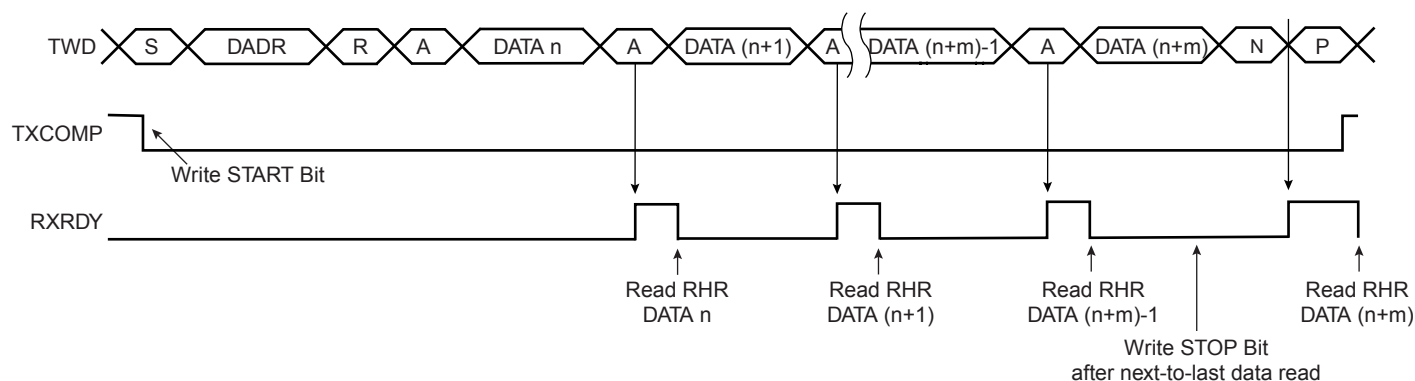 TWD S DADR R A DATA n A DATA (n+1) A DATA (n+m)-1 A DATA (n+m) N P
TXCOMP
Write START Bit
RXRDY
Read RHR Read RHR Read RHR Read RHR
DATA n DATA (n+1) DATA (n+m)-1 DATA (n+m)
Write STOP Bit
after next-to-last data read